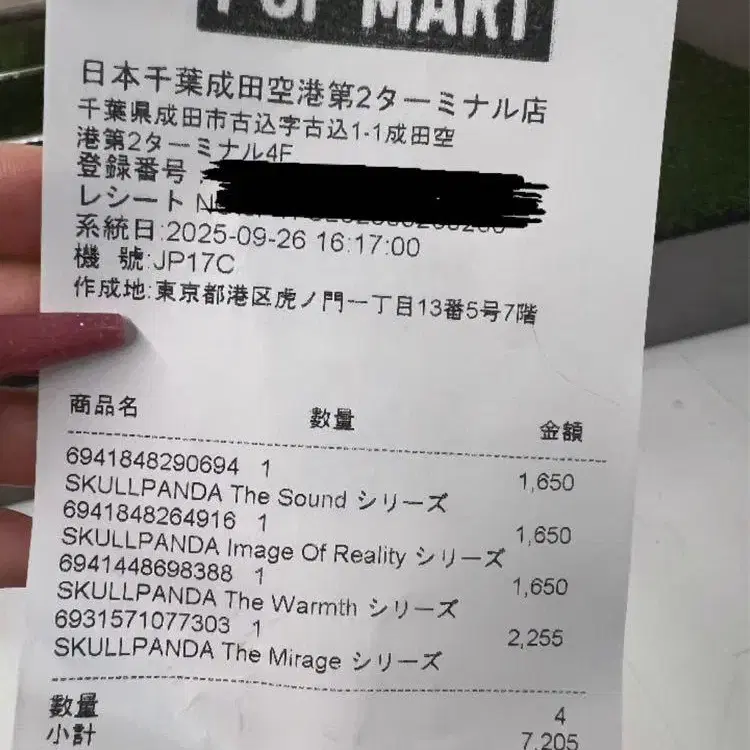 POP MART
日本千葉成田空港第2ターミナル店
千葉県成田市古込字古込1-1成田空
港第2ターミナル4F
登録番号
レシート
系統日:2025-09-26 16:17:00
機 號:JP17C
作成地:東京都港区虎ノ門一丁目13番5号7階
商品名 數量 金額
6941848290694 1 1,650
SKULLPANDA The Sound シリーズ
6941848264916 1 1,650
SKULLPANDA Image Of Reality シリーズ
6941448698388 1 1,650
SKULLPANDA The Warmth シリーズ
6931571077303 1 2,255
SKULLPANDA The Mirage シリーズ
數量 4
小計 7,205